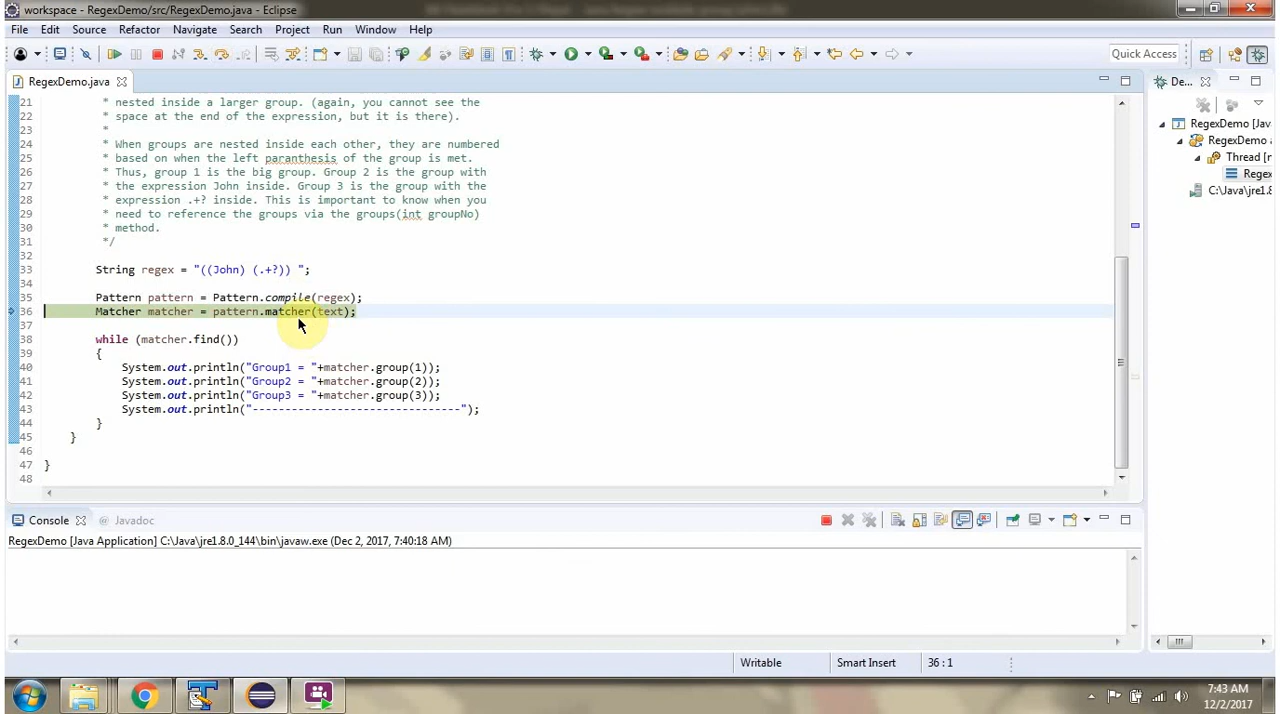 workspace - RegexDemo/src/RegexDemo.java - Eclipse
File Edit Source Refactor Navigate Search Project Run Window Help
Quick Access
RegexDemo.java
De...
21 * nested inside a larger group. (again, you cannot see the
22 * space at the end of the expression, but it is there).
23 *
24 * When groups are nested inside each other, they are numbered
25 * based on when the left paranthesis of the group is met.
26 * Thus, group 1 is the big group. Group 2 is the group with
27 * the expression John inside. Group 3 is the group with the
28 * expression .+? inside. This is important to know when you
29 * need to reference the groups via the groups(int groupNo)
30 * method.
31 */
32
33 String regex = "((John) (.+?)) ";
34
35 Pattern pattern = Pattern.compile(regex);
36 Matcher matcher = pattern.matcher(text);
37
38 while (matcher.find())
39 {
40 System.out.println("Group1 = "+matcher.group(1));
41 System.out.println("Group2 = "+matcher.group(2));
42 System.out.println("Group3 = "+matcher.group(3));
43 System.out.println("--------------------------------");
44 }
45 }
46
47 }
48
RegexDemo [Jav
RegexDemo a
Thread [m
Regex
C:\Java\jre1.8
Console Javadoc
RegexDemo [Java Application] C:\Java\jre1.8.0_144\bin\javaw.exe (Dec 2, 2017, 7:40:18 AM)
Writable Smart Insert 36 : 1
7:43 AM
12/2/2017